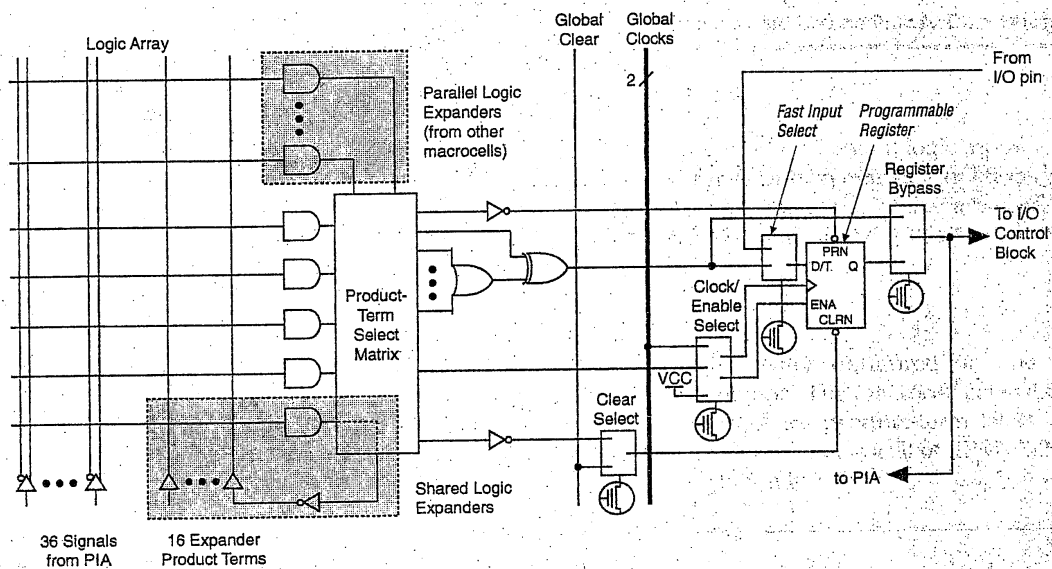 Logic Array
Global
Clear
Global
Clocks
2
From
I/O pin
Parallel Logic
Expanders
(from other
macrocells)
Fast Input
Select
Programmable
Register
Register
Bypass
To I/O
Control
Block
PRN
D/T
Q
ENA
CLRN
Product-
Term
Select
Matrix
Clock/
Enable
Select
VCC
Clear
Select
to PIA
Shared Logic
Expanders
36 Signals
from PIA
16 Expander
Product Terms